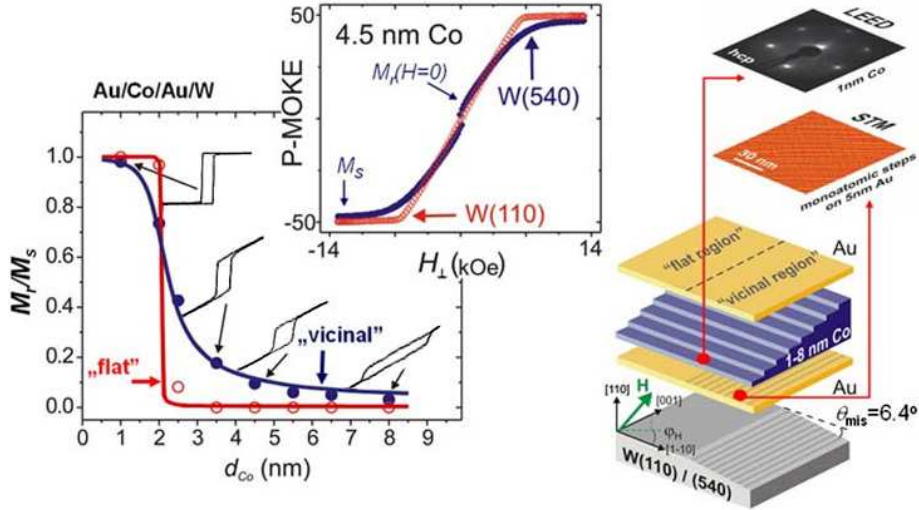 Au/Co/Au/W
M_r/M_s
1.0
0.8
0.6
0.4
0.2
0.0
0 1 2 3 4 5 6 7 8 9
d_Co (nm)
„flat”
„vicinal”
4.5 nm Co
P-MOKE
50
-50
-14
14
H⊥(kOe)
M_r(H=0)
M_s
W(540)
W(110)
LEED
hcp
1nm Co
STM
30 nm
monoatomic steps
on 5nm Au
“flat region”
“vicinal region”
Au
1-8 nm Co
Au
θ_mis=6.4º
[110]
H
[001]
φ_H
[1-10]
W(110) / (540)